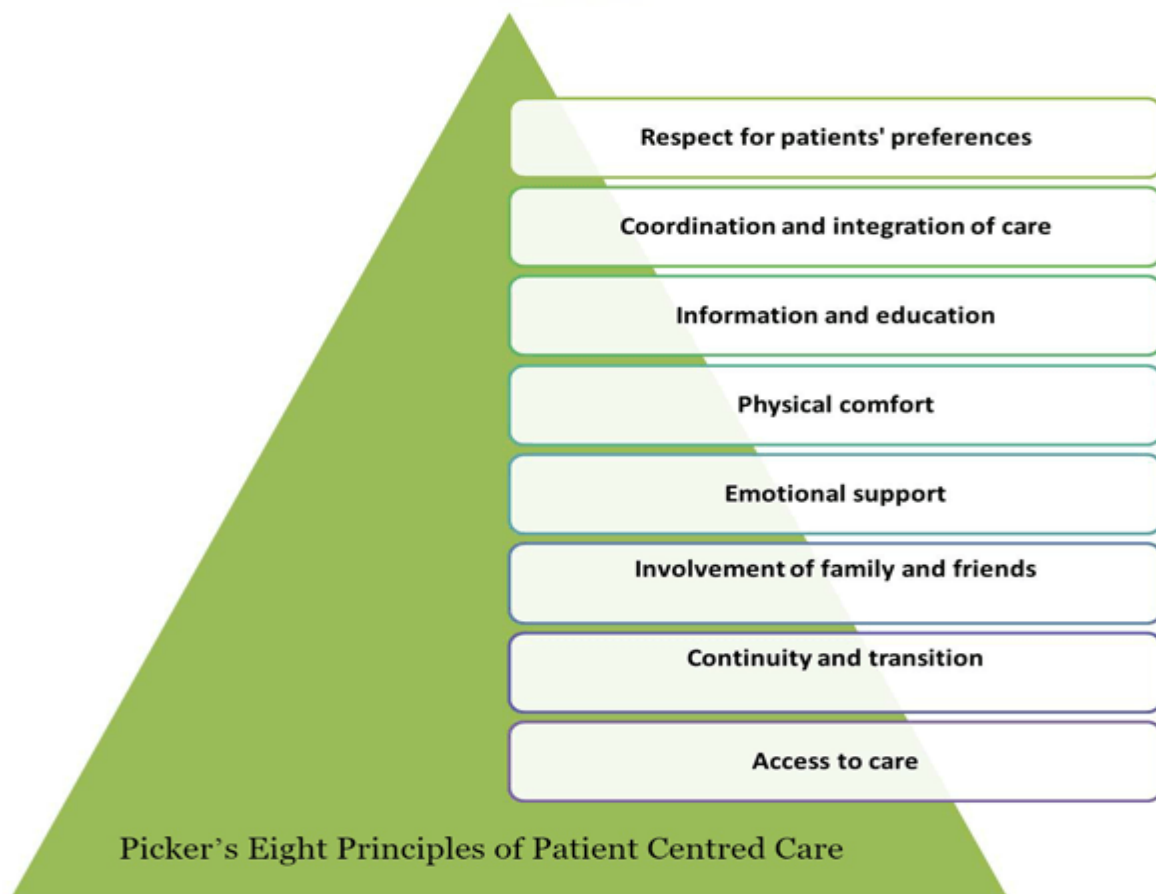 Respect for patients' preferences
Coordination and integration of care
Information and education
Physical comfort
Emotional support
Involvement of family and friends
Continuity and transition
Access to care
Picker’s Eight Principles of Patient Centred Care